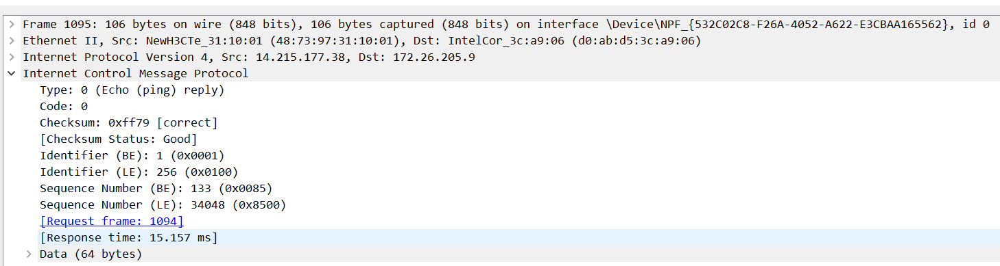 Frame 1095: 106 bytes on wire (848 bits), 106 bytes captured (848 bits) on interface \Device\NPF_{532C02C8-F26A-4052-A622-E3CBAA165562}, id 0
Ethernet II, Src: NewH3CTe_31:10:01 (48:73:97:31:10:01), Dst: IntelCor_3c:a9:06 (d0:ab:d5:3c:a9:06)
Internet Protocol Version 4, Src: 14.215.177.38, Dst: 172.26.205.9
Internet Control Message Protocol
Type: 0 (Echo (ping) reply)
Code: 0
Checksum: 0xff79 [correct]
[Checksum Status: Good]
Identifier (BE): 1 (0x0001)
Identifier (LE): 256 (0x0100)
Sequence Number (BE): 133 (0x0085)
Sequence Number (LE): 34048 (0x8500)
[Request frame: 1094]
[Response time: 15.157 ms]
Data (64 bytes)